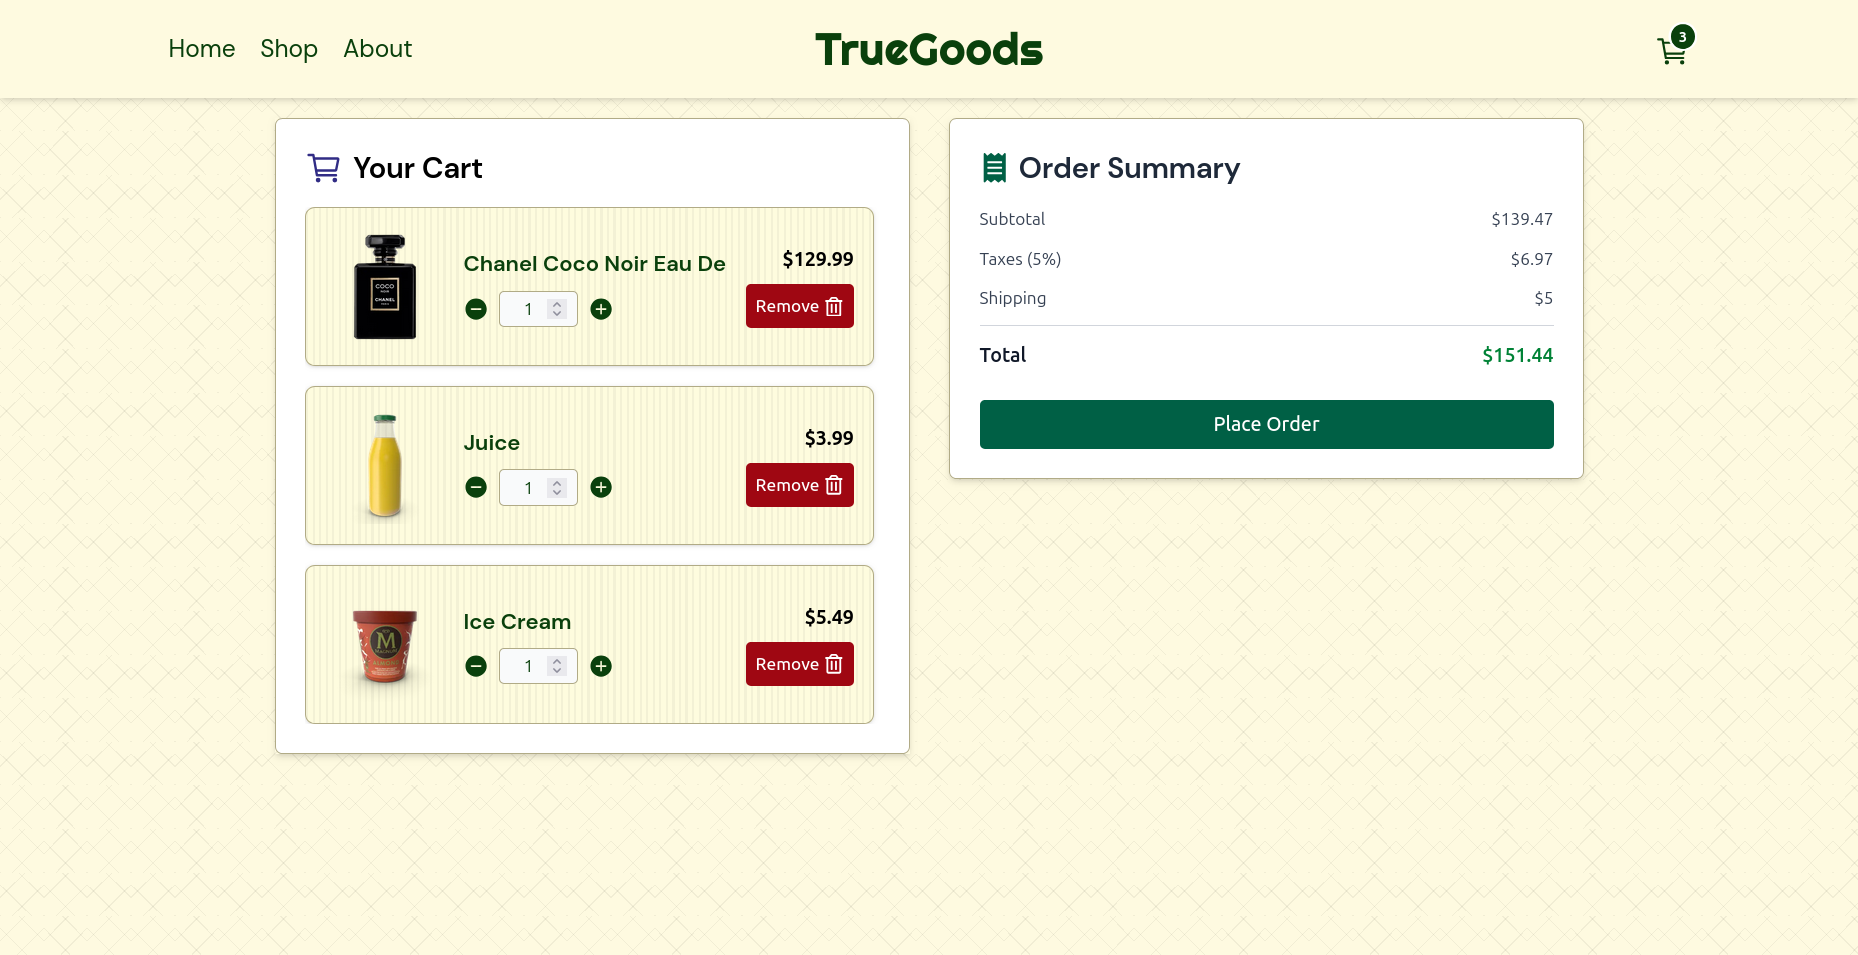 Home Shop About
TrueGoods
3
Your Cart
COCO
NOIR
CHANEL
Chanel Coco Noir Eau De
1
$129.99
Remove
Juice
1
$3.99
Remove
M
MAGNUM
Ice Cream
1
$5.49
Remove
Order Summary
Subtotal $139.47
Taxes (5%) $6.97
Shipping $5
Total $151.44
Place Order